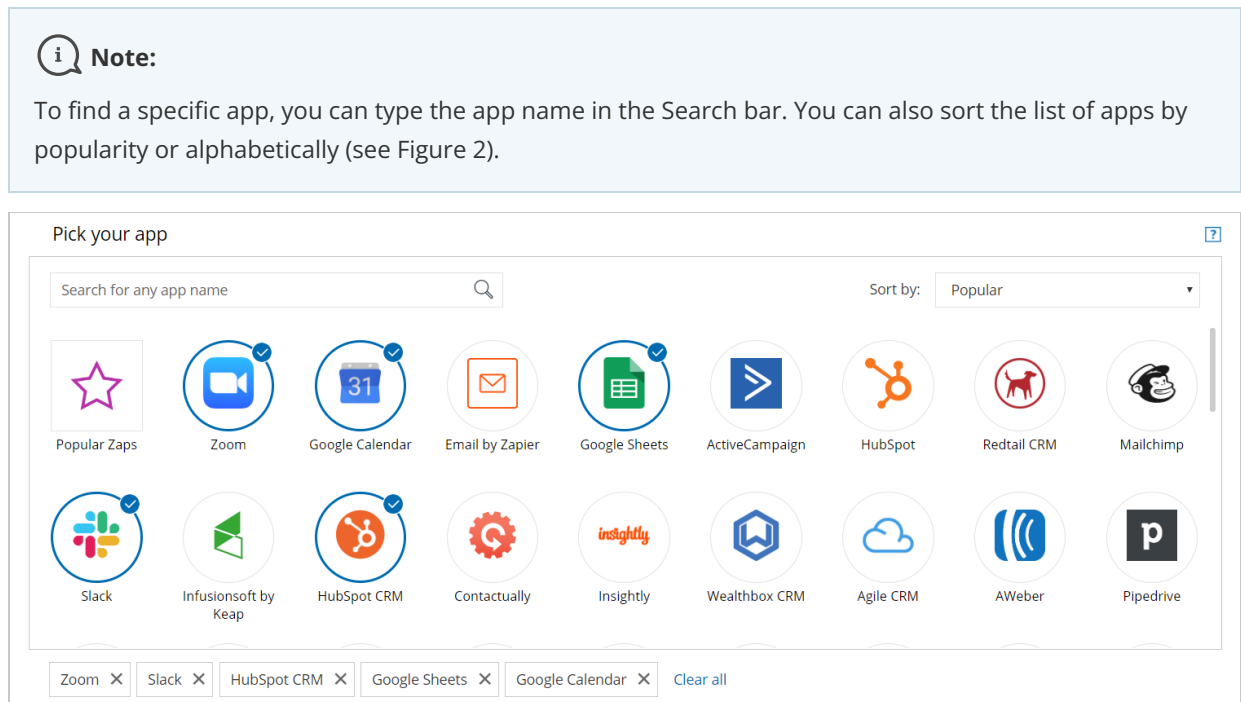 i Note:
To find a specific app, you can type the app name in the Search bar. You can also sort the list of apps by
popularity or alphabetically (see Figure 2).
Pick your app ?
Search for any app name Sort by: Popular
31
Popular Zaps Zoom Google Calendar Email by Zapier Google Sheets ActiveCampaign HubSpot Redtail CRM Mailchimp
insightly p
Slack Infusionsoft by HubSpot CRM Contactually Insightly Wealthbox CRM Agile CRM AWeber Pipedrive
Keap
Zoom Slack HubSpot CRM Google Sheets Google Calendar Clear all